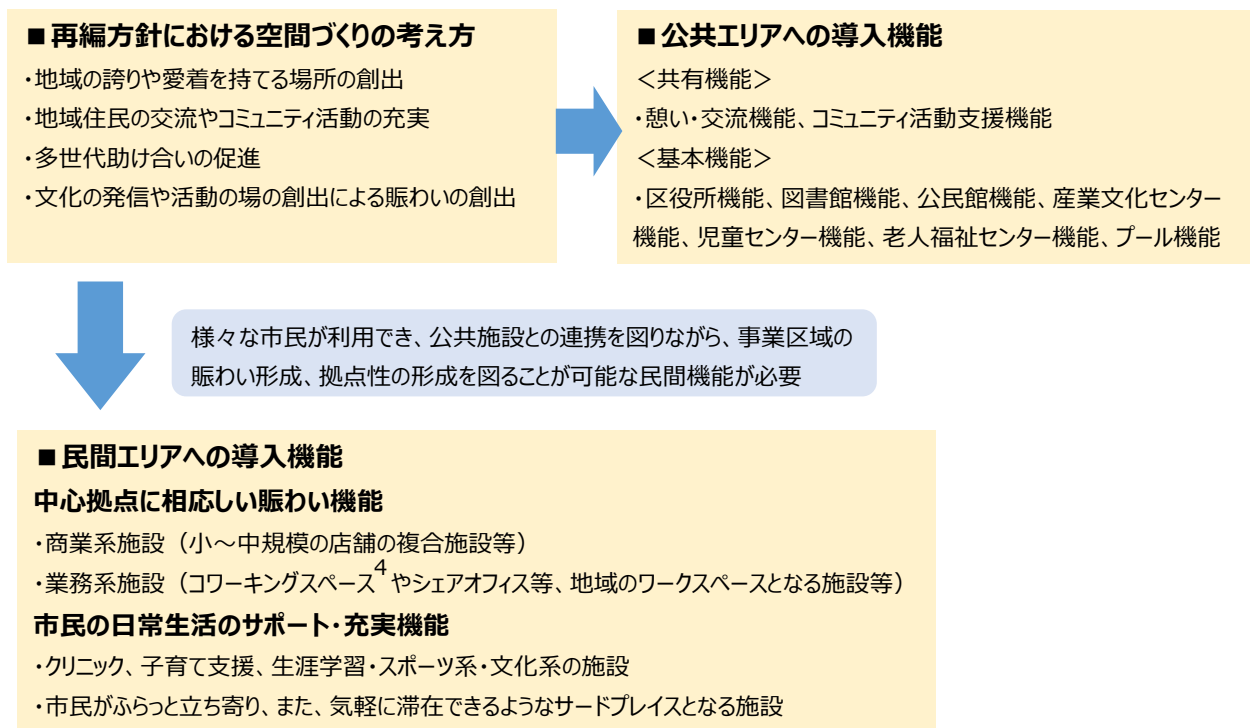 ■再編方針における空間づくりの考え方
・地域の誇りや愛着を持てる場所の創出
・地域住民の交流やコミュニティ活動の充実
・多世代助け合いの促進
・文化の発信や活動の場の創出による賑わいの創出
■公共エリアへの導入機能
＜共有機能＞
・憩い・交流機能、コミュニティ活動支援機能
＜基本機能＞
・区役所機能、図書館機能、公民館機能、産業文化センター
機能、児童センター機能、老人福祉センター機能、プール機能
様々な市民が利用でき、公共施設との連携を図りながら、事業区域の
賑わい形成、拠点性の形成を図ることが可能な民間機能が必要
■民間エリアへの導入機能
中心拠点に相応しい賑わい機能
・商業系施設（小～中規模の店舗の複合施設等）
・業務系施設（コワーキングスペース4やシェアオフィス等、地域のワークスペースとなる施設等）
市民の日常生活のサポート・充実機能
・クリニック、子育て支援、生涯学習・スポーツ系・文化系の施設
・市民がふらっと立ち寄り、また、気軽に滞在できるようなサードプレイスとなる施設